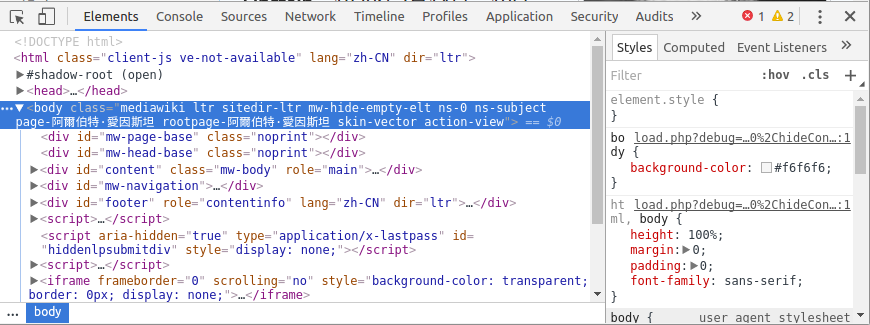 Elements Console Sources Network Timeline Profiles Application Security Audits » 1 2
<!DOCTYPE html>
<html class="client-js ve-not-available" lang="zh-CN" dir="ltr">
▶#shadow-root (open)
▶<head>…</head>
…▼<body class="mediawiki ltr sitedir-ltr mw-hide-empty-elt ns-0 ns-subject
page-阿爾伯特·愛因斯坦 rootpage-阿爾伯特·愛因斯坦 skin-vector action-view"> == $0
<div id="mw-page-base" class="noprint"></div>
<div id="mw-head-base" class="noprint"></div>
▶<div id="content" class="mw-body" role="main">…</div>
▶<div id="mw-navigation">…</div>
▶<div id="footer" role="contentinfo" lang="zh-CN" dir="ltr">…</div>
▶<script>…</script>
<script aria-hidden="true" type="application/x-lastpass" id=
"hiddenlpsubmitdiv" style="display: none;"></script>
▶<script>…</script>
▶<iframe frameborder="0" scrolling="no" style="background-color: transparent;
border: 0px; display: none;">…</iframe>
… body
Styles Computed Event Listeners »
Filter :hov .cls +
element.style {
}
bo load.php?debug=…0%2ChideCon…:1
dy {
background-color: #f6f6f6;
}
ht load.php?debug=…0%2ChideCon…:1
ml, body {
height: 100%;
margin:▶0;
padding:▶0;
font-family: sans-serif;
}
body { user agent stylesheet